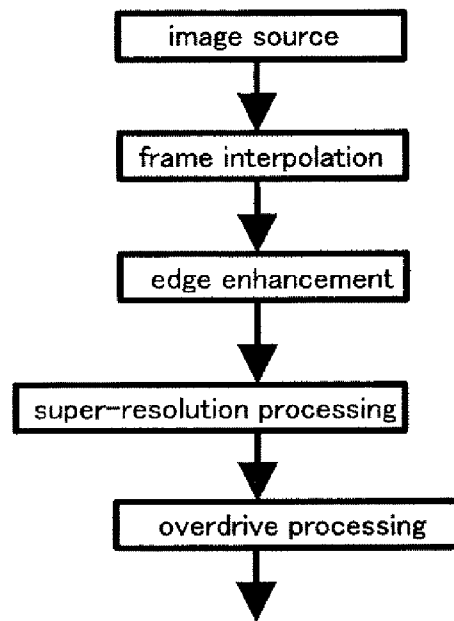 image source
frame interpolation
edge enhancement
super-resolution processing
overdrive processing